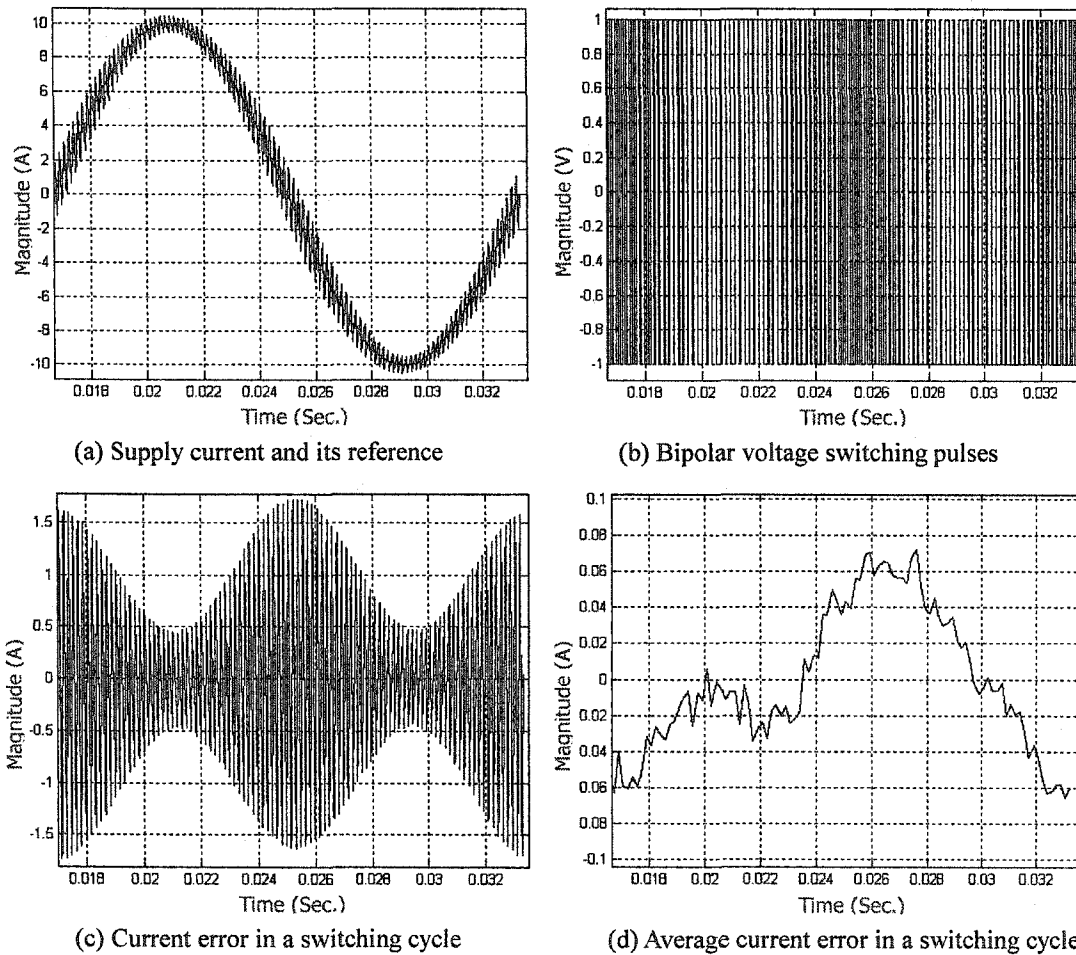 10
8
6
4
2
0
-2
-4
-6
-8
-10
Magnitude (A)
0.018 0.02 0.022 0.024 0.026 0.028 0.03 0.032
Time (Sec.)
(a) Supply current and its reference
1
0.8
0.6
0.4
0.2
0
-0.2
-0.4
-0.6
-0.8
-1
Magnitude (V)
0.018 0.02 0.022 0.024 0.026 0.028 0.03 0.032
Time (Sec.)
(b) Bipolar voltage switching pulses
1.5
1
0.5
0
-0.5
-1
-1.5
Magnitude (A)
0.018 0.02 0.022 0.024 0.026 0.028 0.03 0.032
Time (Sec.)
(c) Current error in a switching cycle
0.1
0.08
0.06
0.04
0.02
0
0.02
0.04
0.06
0.08
-0.1
Magnitude (A)
0.018 0.02 0.022 0.024 0.026 0.028 0.03 0.032
Time (Sec.)
(d) Average current error in a switching cycle